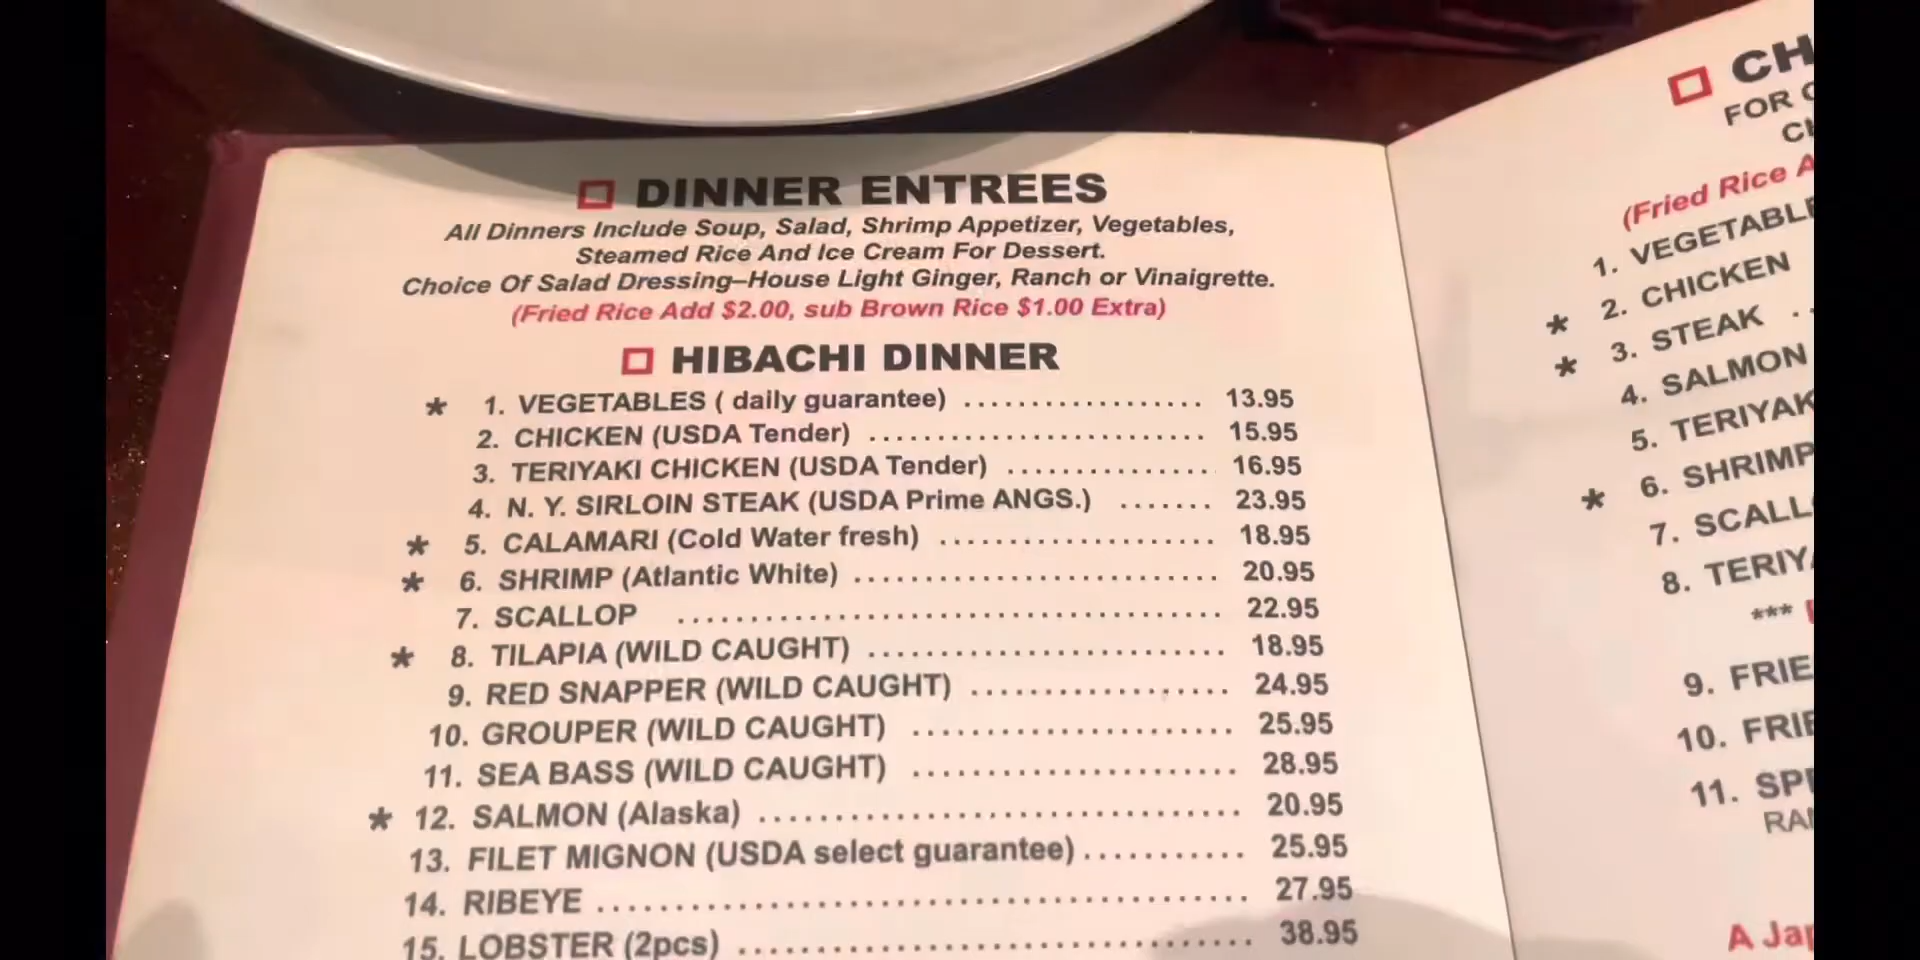 DINNER ENTREES
All Dinners Include Soup, Salad, Shrimp Appetizer, Vegetables,
Steamed Rice And Ice Cream For Dessert.
Choice Of Salad Dressing–House Light Ginger, Ranch or Vinaigrette.
(Fried Rice Add $2.00, sub Brown Rice $1.00 Extra)
HIBACHI DINNER
* 1. VEGETABLES ( daily guarantee) .................. 13.95
2. CHICKEN (USDA Tender) ......................... 15.95
3. TERIYAKI CHICKEN (USDA Tender) ................ 16.95
4. N. Y. SIRLOIN STEAK (USDA Prime ANGS.) ....... 23.95
* 5. CALAMARI (Cold Water fresh) ..................... 18.95
* 6. SHRIMP (Atlantic White) ........................... 20.95
7. SCALLOP ........................................ 22.95
* 8. TILAPIA (WILD CAUGHT) .......................... 18.95
9. RED SNAPPER (WILD CAUGHT) ................... 24.95
10. GROUPER (WILD CAUGHT) ........................ 25.95
11. SEA BASS (WILD CAUGHT) ........................ 28.95
* 12. SALMON (Alaska) ................................... 20.95
13. FILET MIGNON (USDA select guarantee) ............ 25.95
14. RIBEYE ................................................ 27.95
15. LOBSTER (2pcs) ...................................... 38.95
CH
FOR
(Fried Rice A
1. VEGETABLE
* 2. CHICKEN
* 3. STEAK ..
4. SALMON
5. TERIYAK
* 6. SHRIMP
7. SCALL
8. TERIY
***
9. FRIE
10. FRIE
11. SPE
RA
A Jap